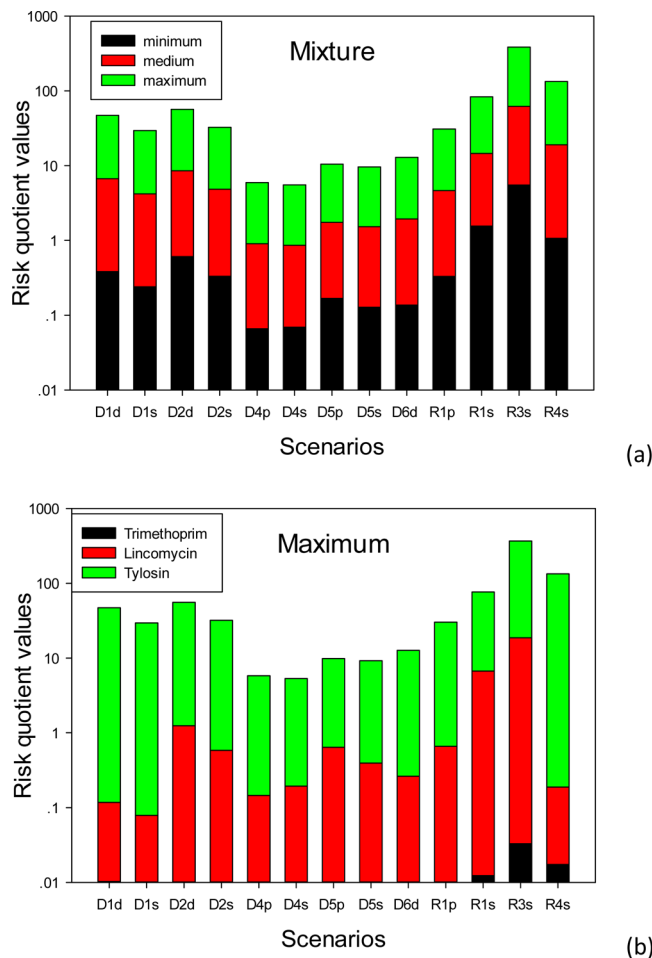 1000
100
10
1
.1
.01
Risk quotient values
minimum
medium
maximum
Mixture
D1d D1s D2d D2s D4p D4s D5p D5s D6d R1p R1s R3s R4s
Scenarios
(a)
1000
100
10
1
.1
.01
Risk quotient values
Trimethoprim
Lincomycin
Tylosin
Maximum
D1d D1s D2d D2s D4p D4s D5p D5s D6d R1p R1s R3s R4s
Scenarios
(b)